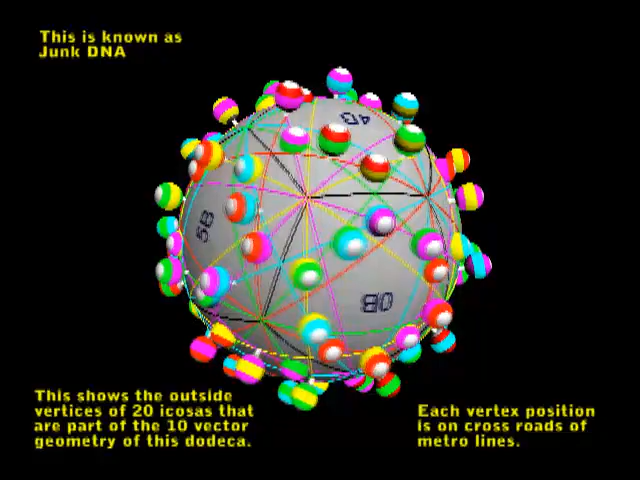 This is known as
Junk DNA
4G
5B
0B
This shows the outside
vertices of 20 icosas that
are part of the 10 vector
geometry of this dodeca.
Each vertex position
is on cross roads of
metro lines.